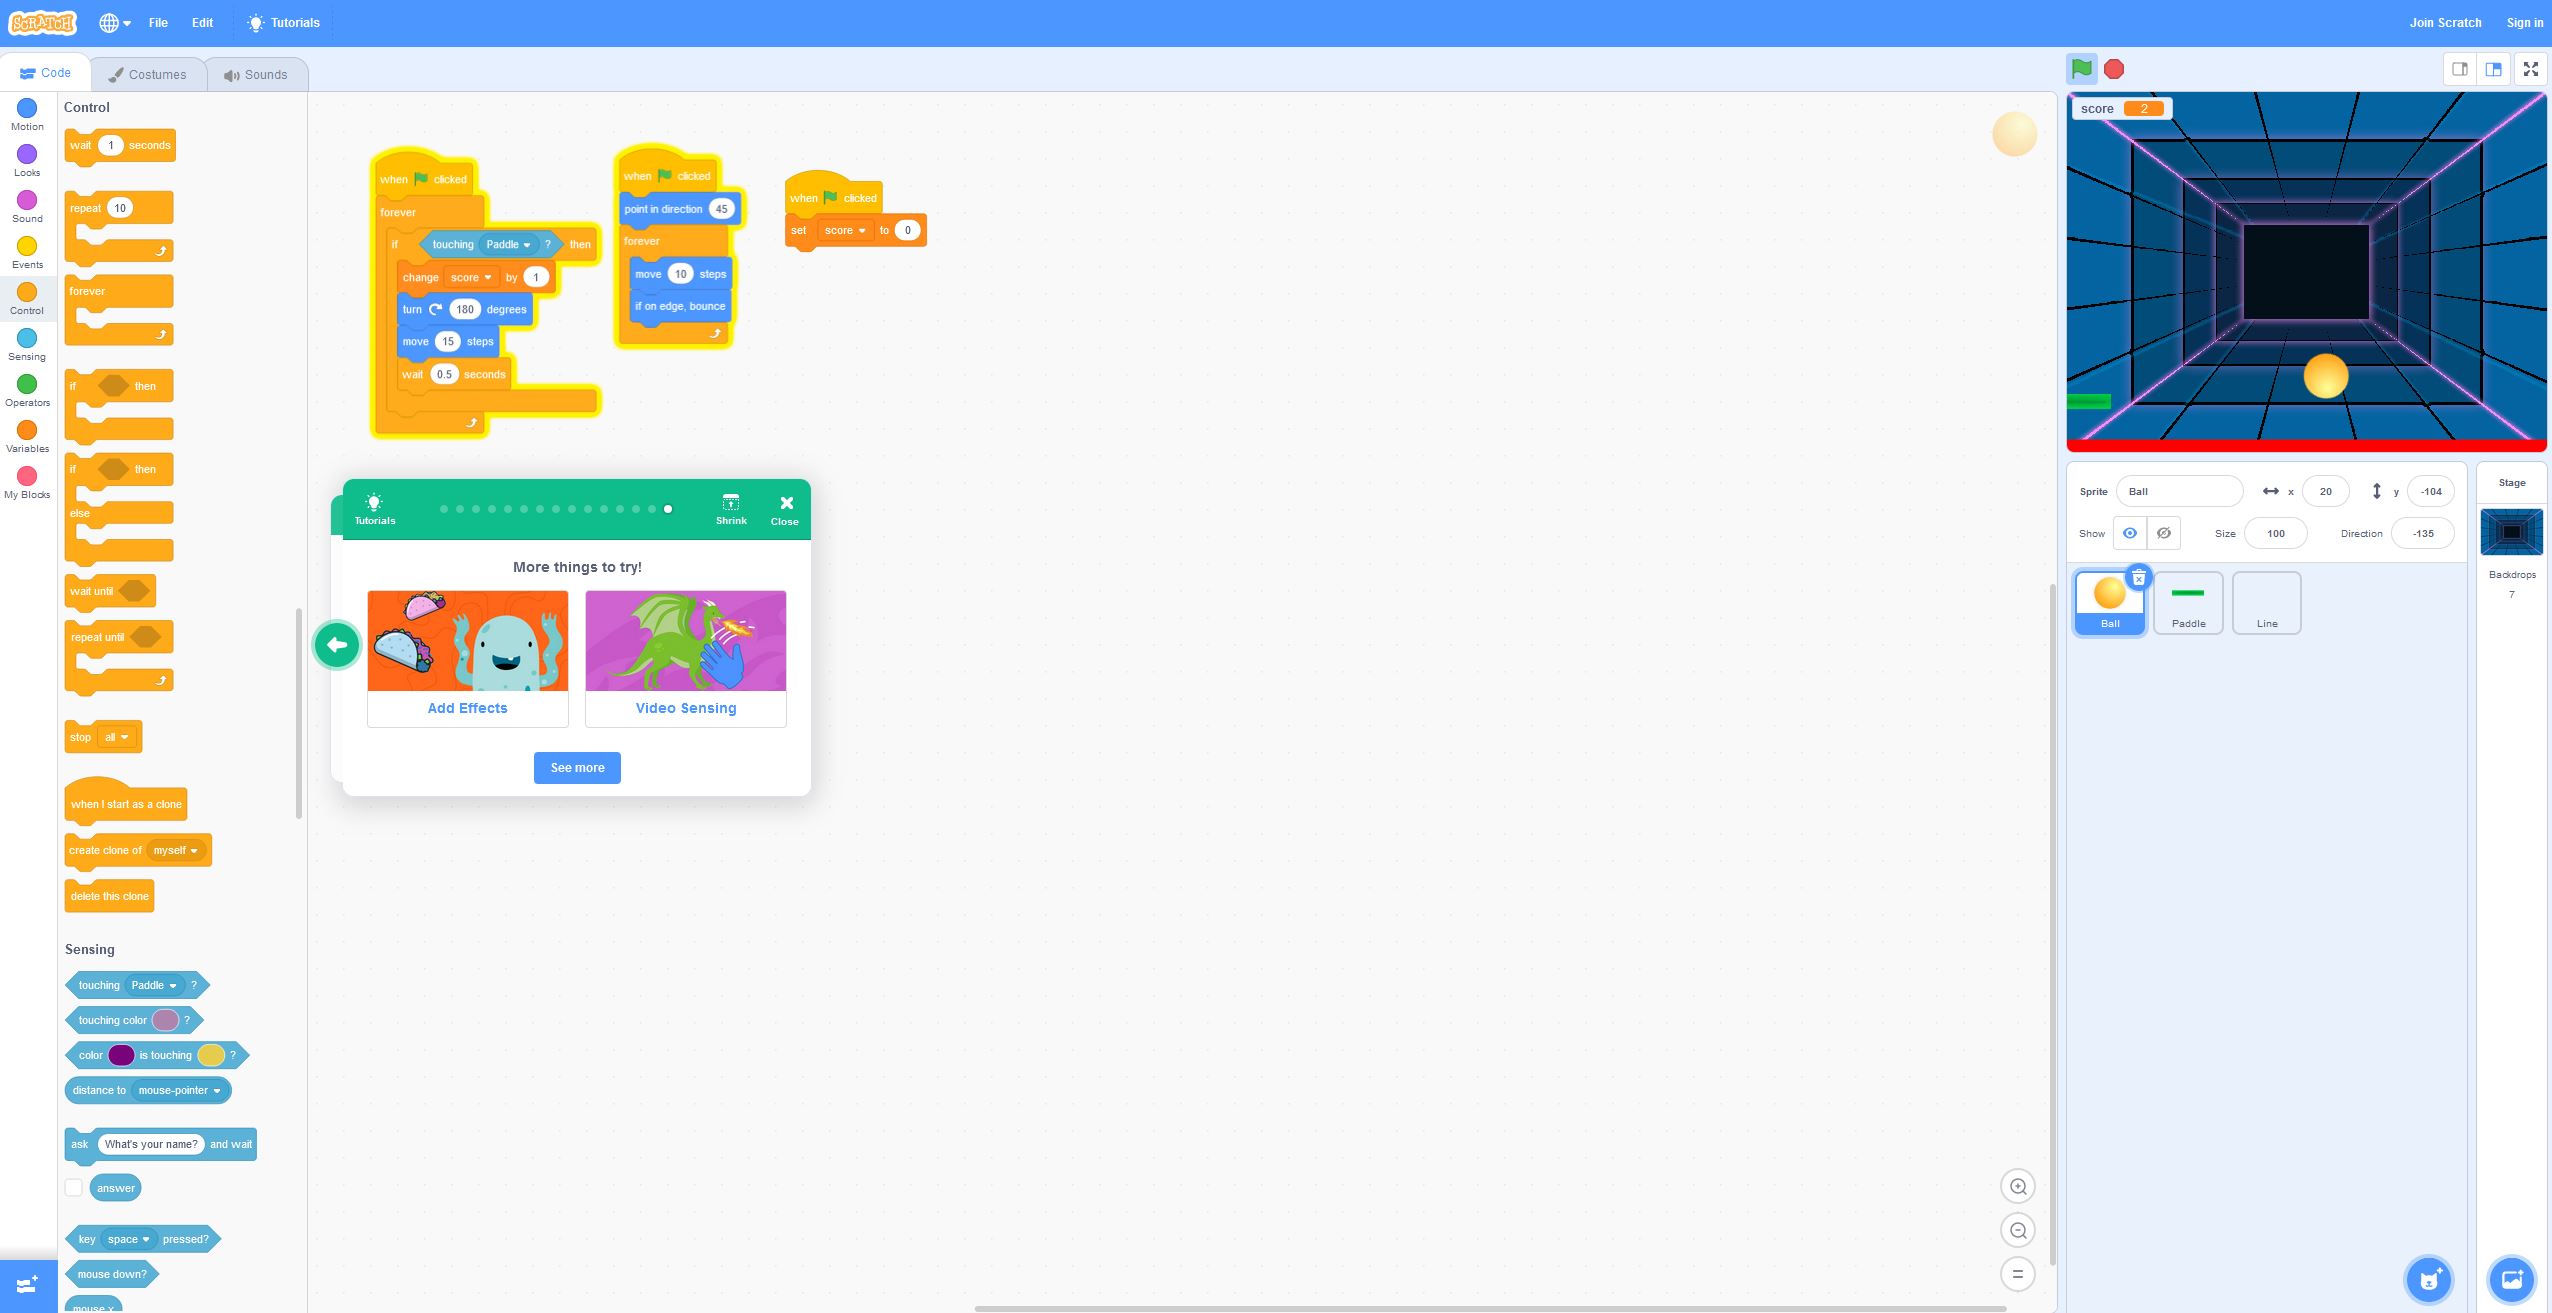 SCRATCH File Edit Tutorials Join Scratch Sign in
Code Costumes Sounds
Motion
Looks
Sound
Events
Control
Sensing
Operators
Variables
My Blocks
Control
wait 1 seconds
repeat 10
forever
if then
if then
else
wait until
repeat until
stop all
when I start as a clone
create clone of myself
delete this clone
Sensing
touching Paddle ?
touching color ?
color is touching ?
distance to mouse-pointer
ask What's your name? and wait
answer
key space pressed?
mouse down?
mouse x
when clicked
forever
if touching Paddle ? then
change score by 1
turn 180 degrees
move 15 steps
wait 0.5 seconds
when clicked
point in direction 45
forever
move 10 steps
if on edge, bounce
when clicked
set score to 0
Tutorials Shrink Close
More things to try!
Add Effects Video Sensing
See more
score 2
Sprite Ball x 20 y -104
Show Size 100 Direction -135
Ball Paddle Line
Stage
Backdrops
7